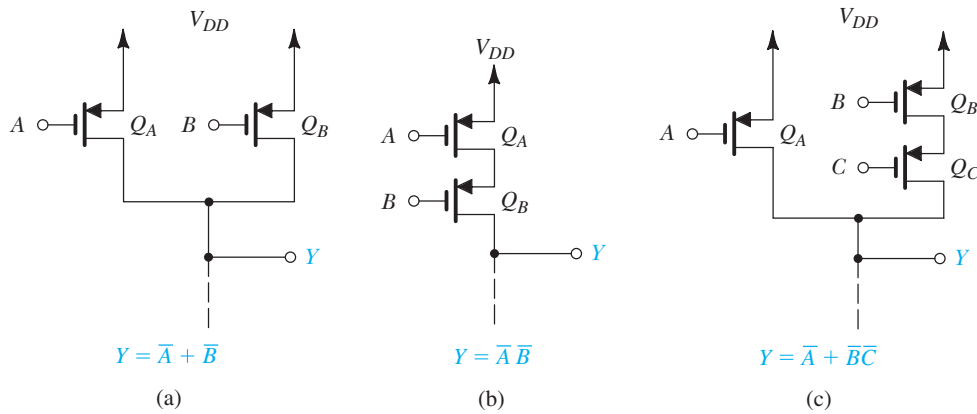 V_DD
A
Q_A
B
Q_B
Y
Y = A̅ + B̅
(a)
V_DD
A
Q_A
B
Q_B
Y
Y = A̅ B̅
(b)
V_DD
A
Q_A
B
Q_B
C
Q_C
Y
Y = A̅ + B̅C̅
(c)